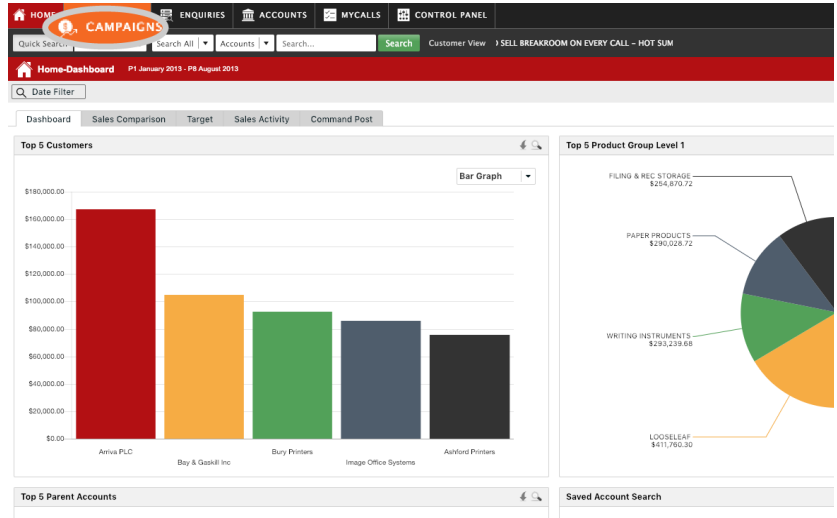 HOME CAMPAIGNS ENQUIRIES ACCOUNTS MYCALLS CONTROL PANEL
Quick Search Search All Accounts Search... Search Customer View SELL BREAKROOM ON EVERY CALL ~ HOT SUM
Home-Dashboard P1 January 2013 - P8 August 2013
Date Filter
Dashboard Sales Comparison Target Sales Activity Command Post
Top 5 Customers
Bar Graph
$180,000.00
$160,000.00
$140,000.00
$120,000.00
$100,000.00
$80,000.00
$60,000.00
$40,000.00
$20,000.00
$0.00
Arriva PLC
Bay & Gaskill Inc
Bury Printers
Image Office Systems
Ashford Printers
Top 5 Product Group Level 1
FILING & REC STORAGE
$254,870.72
PAPER PRODUCTS
$290,028.72
WRITING INSTRUMENTS
$293,239.68
LOOSELEAF
$411,760.30
Top 5 Parent Accounts
Saved Account Search